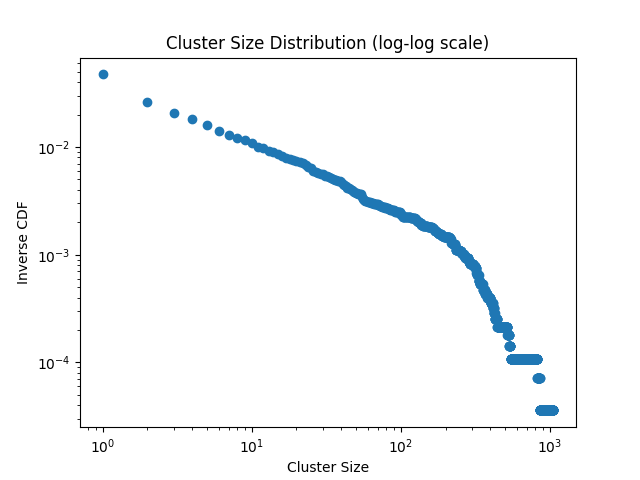 Cluster Size Distribution (log-log scale)
Inverse CDF
10⁻²
10⁻³
10⁻⁴
10⁰ 10¹ 10² 10³
Cluster Size